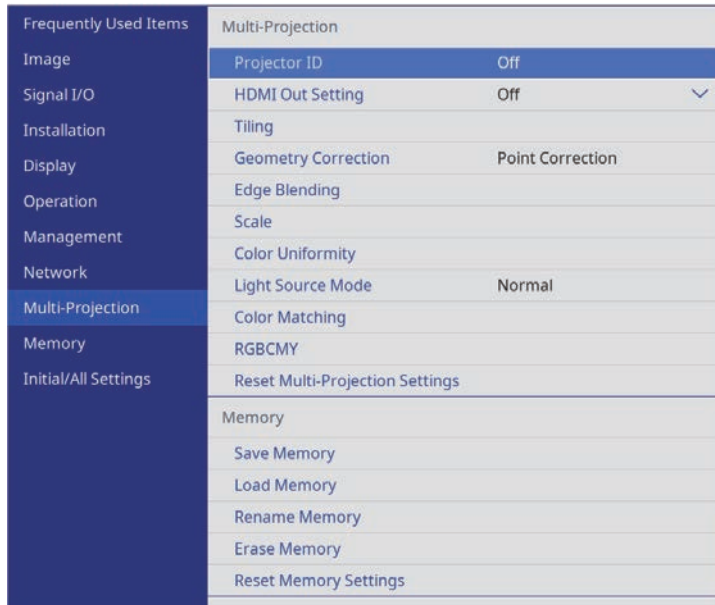 Frequently Used Items
Image
Signal I/O
Installation
Display
Operation
Management
Network
Multi-Projection
Memory
Initial/All Settings
Multi-Projection
Projector ID Off
HDMI Out Setting Off
Tiling
Geometry Correction Point Correction
Edge Blending
Scale
Color Uniformity
Light Source Mode Normal
Color Matching
RGBCMY
Reset Multi-Projection Settings
Memory
Save Memory
Load Memory
Rename Memory
Erase Memory
Reset Memory Settings